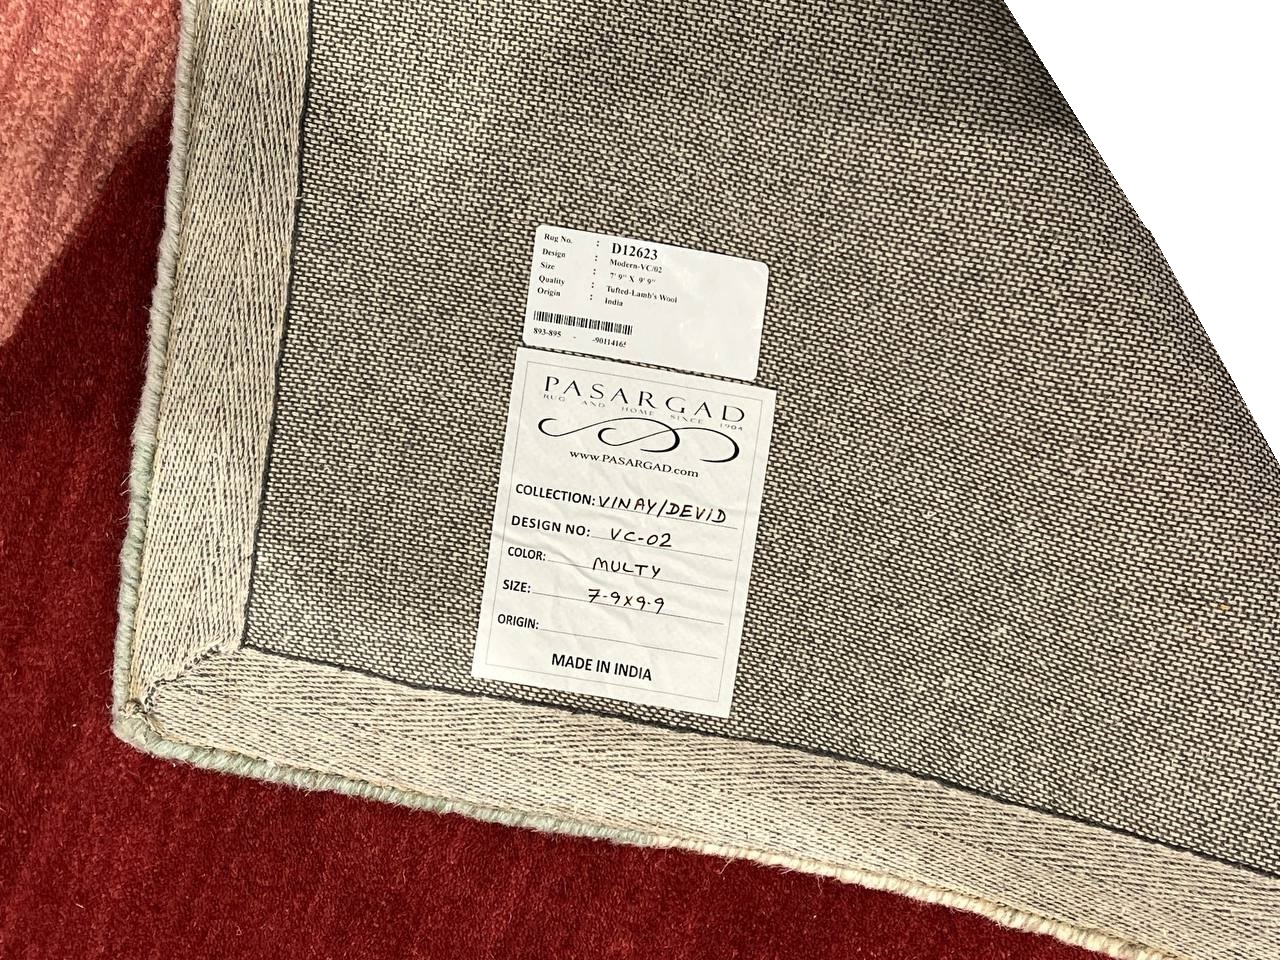 Rug No. : D12623
Design : Modern-VC/02
Size : 7' 9" X 9' 9"
Quality : Tufted-Lamb's Wool
Origin : India
893-895 - -9011416
PASARGAD
RUG AND HOME SINCE 1904
www.PASARGAD.com
COLLECTION: VINAY/DEVID
DESIGN NO: VC-02
COLOR: MULTY
SIZE: 7-9x9-9
ORIGIN:
MADE IN INDIA